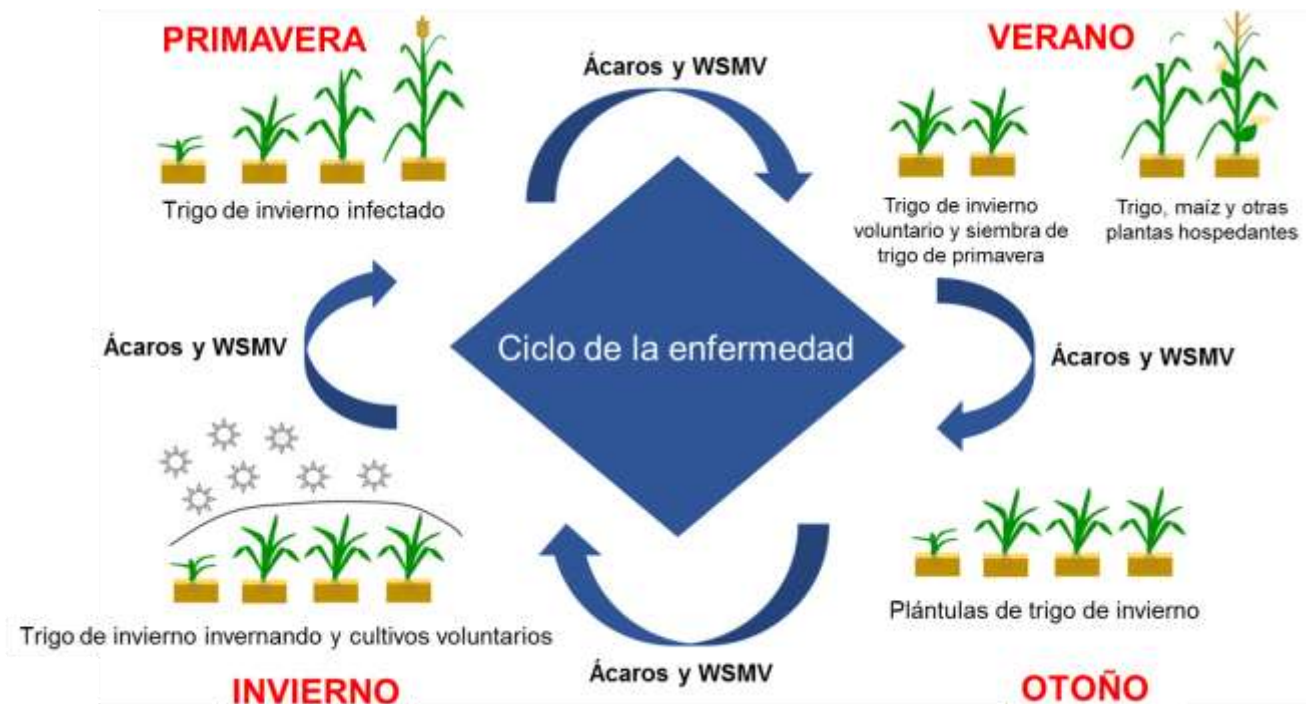 PRIMAVERA
Ácaros y WSMV
VERANO
Trigo de invierno infectado
Trigo de invierno
voluntario y siembra de
trigo de primavera
Trigo, maíz y otras
plantas hospedantes
Ácaros y WSMV
Ciclo de la enfermedad
Ácaros y WSMV
Trigo de invierno invernando y cultivos voluntarios
Plántulas de trigo de invierno
Ácaros y WSMV
INVIERNO
OTOÑO